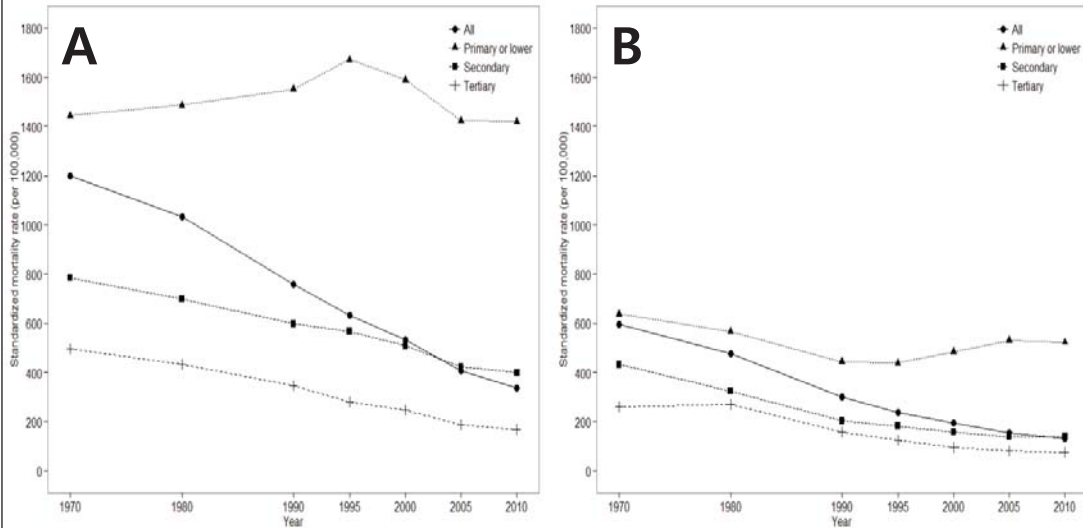 A
All
Primary or lower
Secondary
Tertiary
Standardized mortality rate (per 100,000)
1800
1600
1400
1200
1000
800
600
400
200
0
1970
1980
1990
1995
2000
2005
2010
Year
B
All
Primary or lower
Secondary
Tertiary
Standardized mortality rate (per 100,000)
1800
1600
1400
1200
1000
800
600
400
200
0
1970
1980
1990
1995
2000
2005
2010
Year